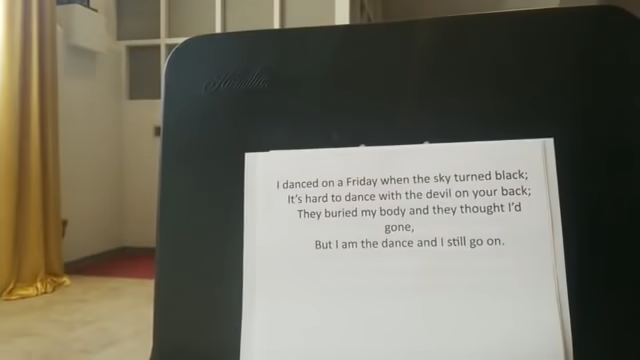 I danced on a Friday when the sky turned black;
It's hard to dance with the devil on your back;
They buried my body and they thought I'd
gone,
But I am the dance and I still go on.